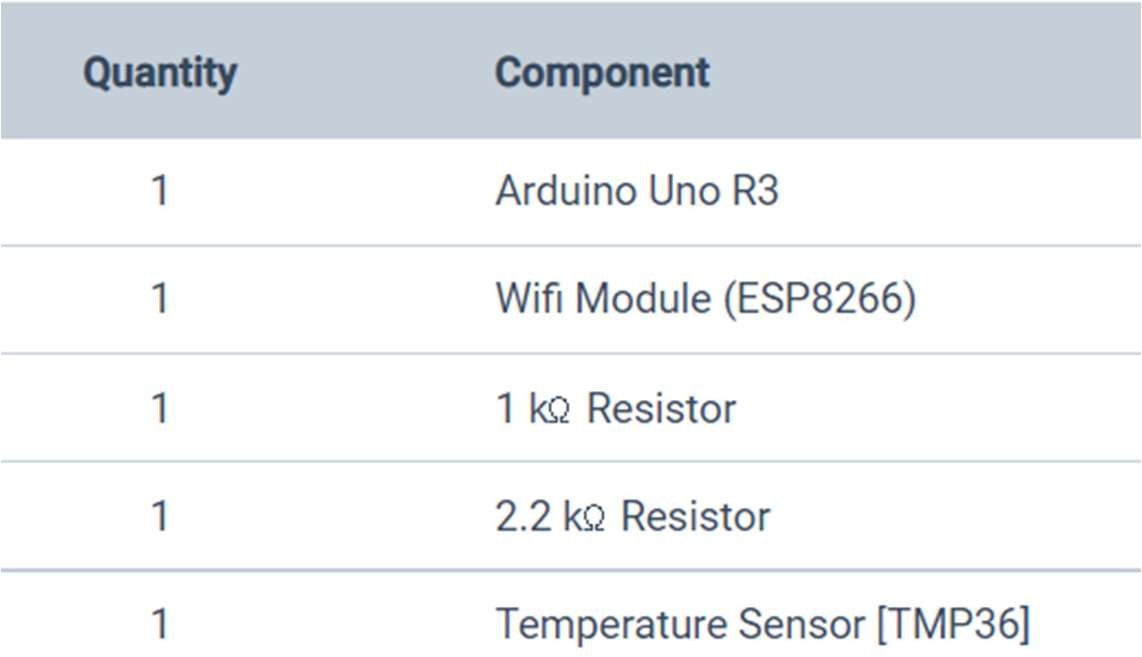 Quantity Component
1 Arduino Uno R3
1 Wifi Module (ESP8266)
1 1 kΩ Resistor
1 2.2 kΩ Resistor
1 Temperature Sensor [TMP36]